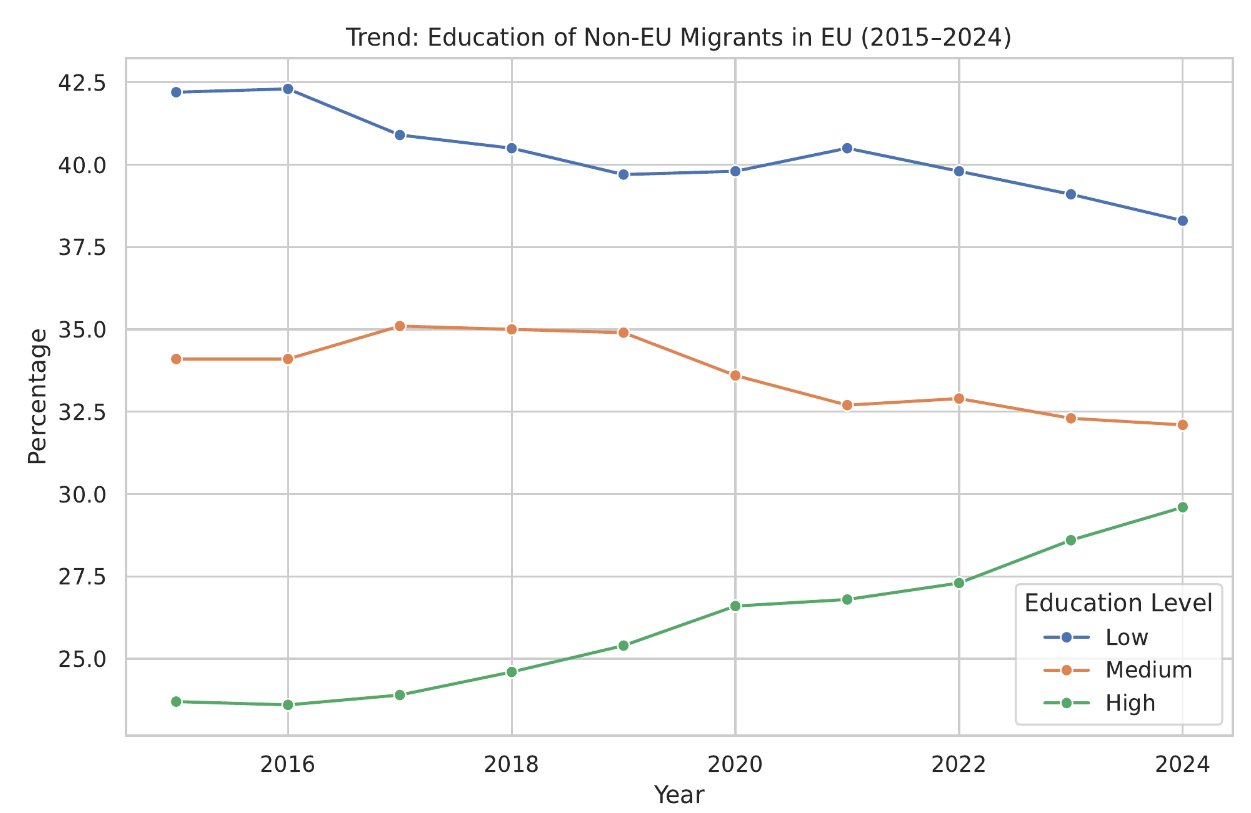 Trend: Education of Non-EU Migrants in EU (2015–2024)
42.5
40.0
37.5
35.0
32.5
30.0
27.5
25.0
Percentage
Education Level
Low
Medium
High
2016 2018 2020 2022 2024
Year